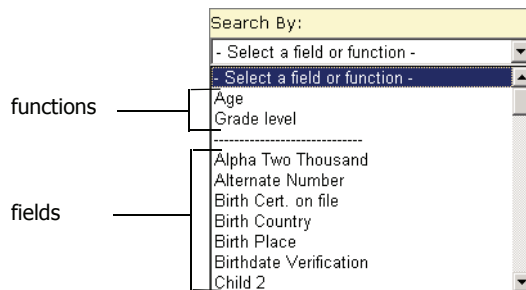 Search By:
- Select a field or function -
- Select a field or function -
functions
Age
Grade level
----------------------------
fields
Alpha Two Thousand
Alternate Number
Birth Cert. on file
Birth Country
Birth Place
Birthdate Verification
Child 2